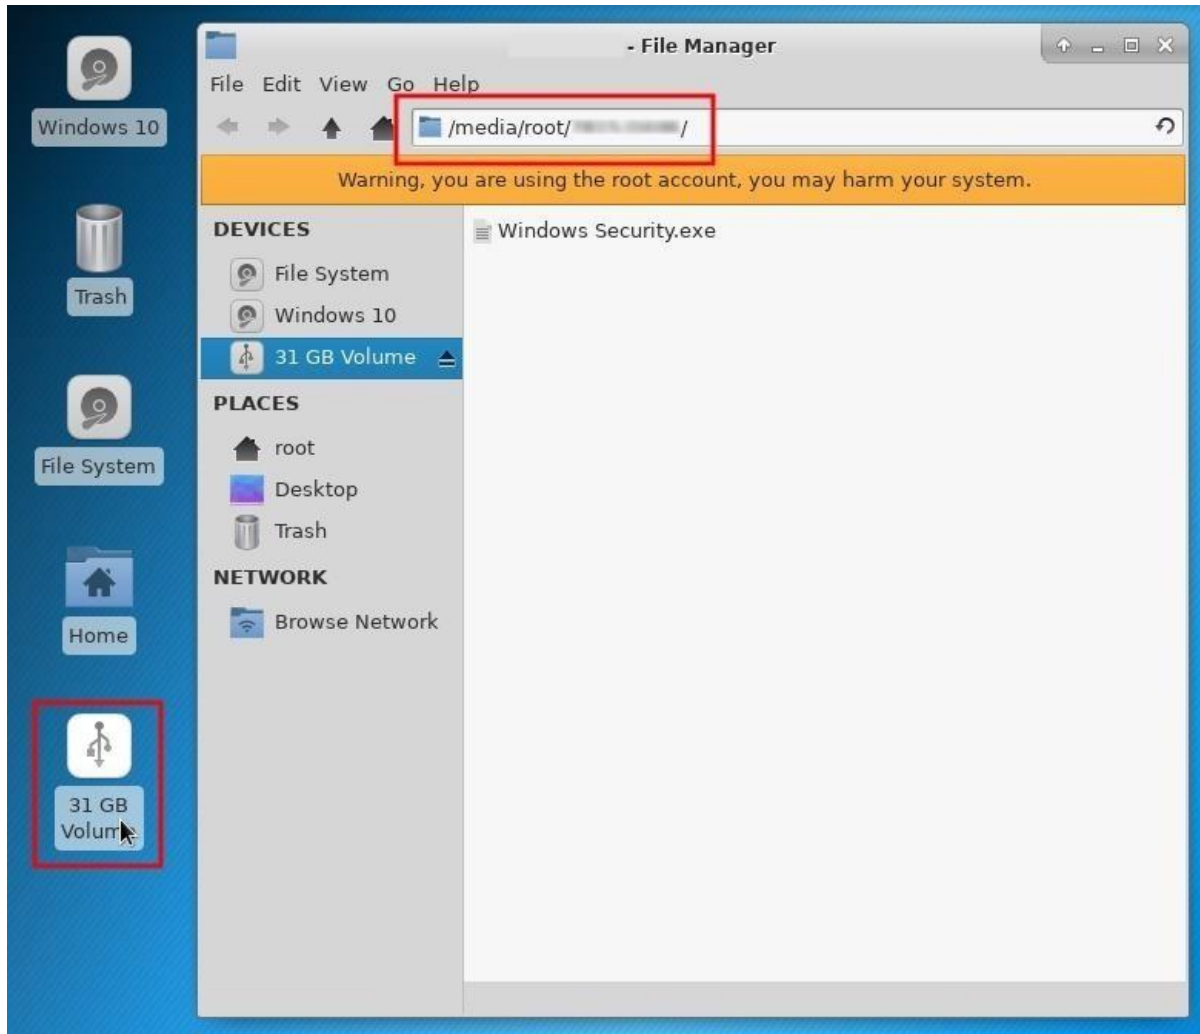 Windows 10
Trash
File System
Home
31 GB
Volume
- File Manager
File Edit View Go Help
/media/root/ /
Warning, you are using the root account, you may harm your system.
DEVICES
File System
Windows 10
31 GB Volume
PLACES
root
Desktop
Trash
NETWORK
Browse Network
Windows Security.exe